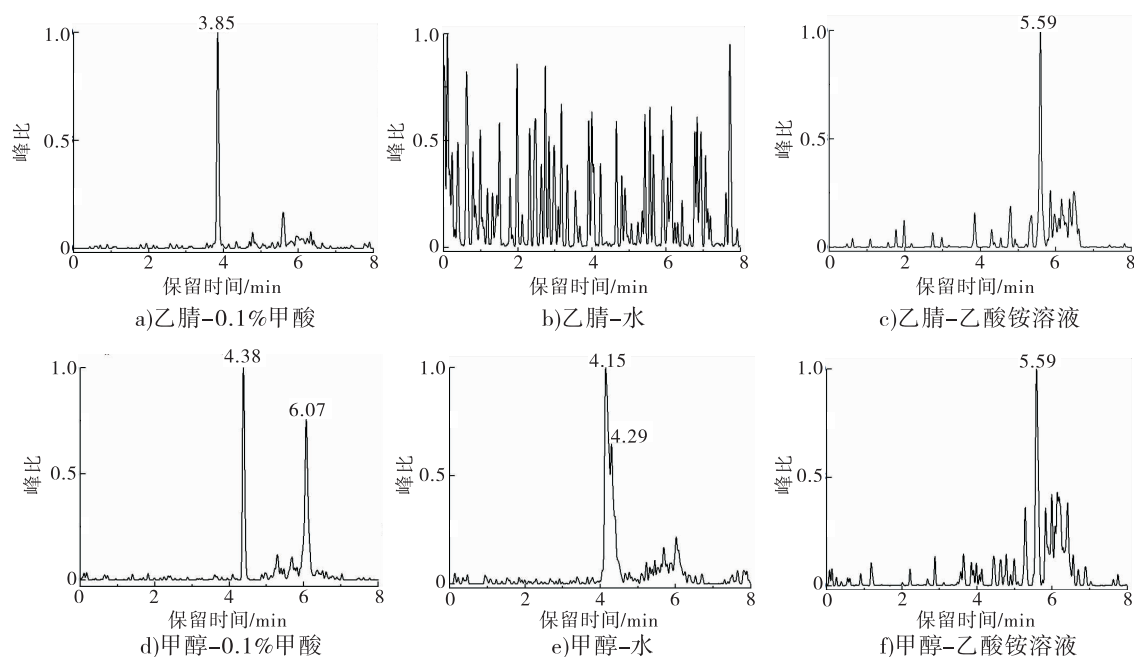 3.85
1.0
0.5
0
峰比
0 2 4 6 8
保留时间/min
a)乙腈-0.1%甲酸
1.0
0.5
0
峰比
0 2 4 6 8
保留时间/min
b)乙腈-水
5.59
1.0
0.5
0
峰比
0 2 4 6 8
保留时间/min
c)乙腈-乙酸铵溶液
4.38
6.07
1.0
0.5
0
峰比
0 2 4 6 8
保留时间/min
d)甲醇-0.1%甲酸
4.15
4.29
1.0
0.5
0
峰比
0 2 4 6 8
保留时间/min
e)甲醇-水
5.59
1.0
0.5
0
峰比
0 2 4 6 8
保留时间/min
f)甲醇-乙酸铵溶液